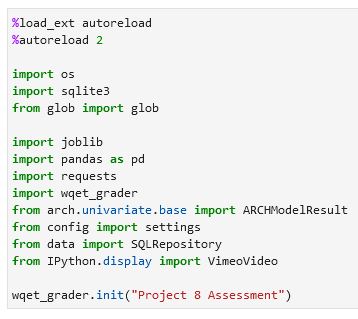 %load_ext autoreload
%autoreload 2
import os
import sqlite3
from glob import glob
import joblib
import pandas as pd
import requests
import wqet_grader
from arch.univariate.base import ARCHModelResult
from config import settings
from data import SQLRepository
from IPython.display import VimeoVideo
wqet_grader.init("Project 8 Assessment")